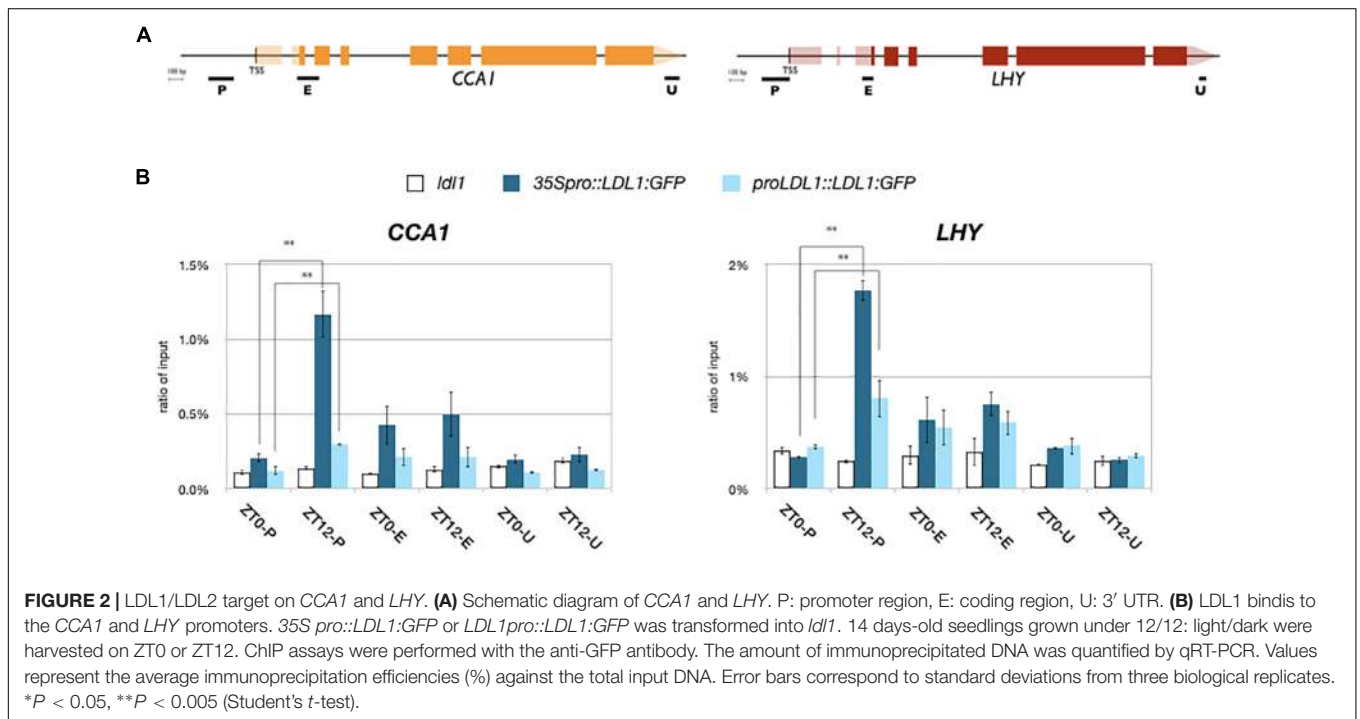 A
100 bp
TSS
P
E
CCA1
U
100 bp
TSS
P
E
LHY
U
B
ldl1
35Spro::LDL1:GFP
proLDL1::LDL1:GFP
CCA1
ratio of input
1.5%
1.0%
0.5%
0.0%
**
**
ZT0-P
ZT12-P
ZT0-E
ZT12-E
ZT0-U
ZT12-U
LHY
ratio of input
2%
1%
0%
**
**
ZT0-P
ZT12-P
ZT0-E
ZT12-E
ZT0-U
ZT12-U
FIGURE 2 | LDL1/LDL2 target on CCA1 and LHY. (A) Schematic diagram of CCA1 and LHY. P: promoter region, E: coding region, U: 3′ UTR. (B) LDL1 bindis to
the CCA1 and LHY promoters. 35S pro::LDL1:GFP or LDL1pro::LDL1:GFP was transformed into ldl1. 14 days-old seedlings grown under 12/12: light/dark were
harvested on ZT0 or ZT12. ChIP assays were performed with the anti-GFP antibody. The amount of immunoprecipitated DNA was quantified by qRT-PCR. Values
represent the average immunoprecipitation efficiencies (%) against the total input DNA. Error bars correspond to standard deviations from three biological replicates.
*P < 0.05, **P < 0.005 (Student's t-test).